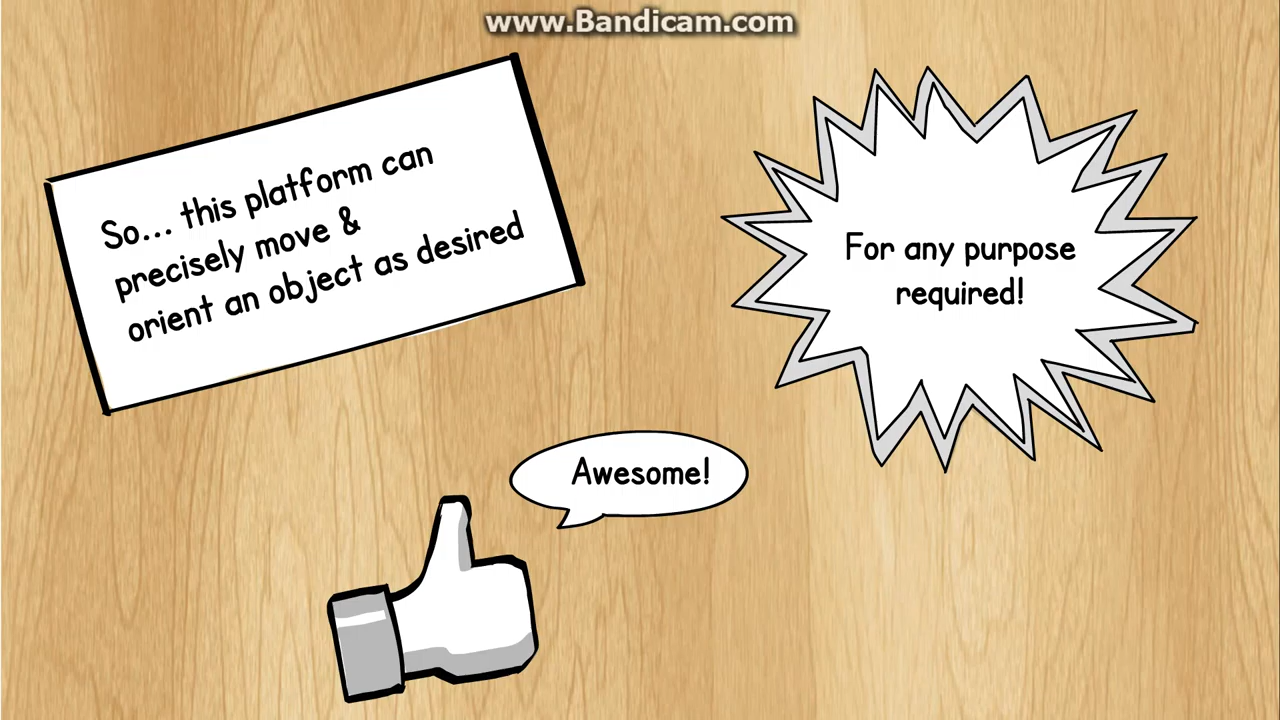 www.Bandicam.com
So... this platform can
precisely move &
orient an object as desired
For any purpose
required!
Awesome!